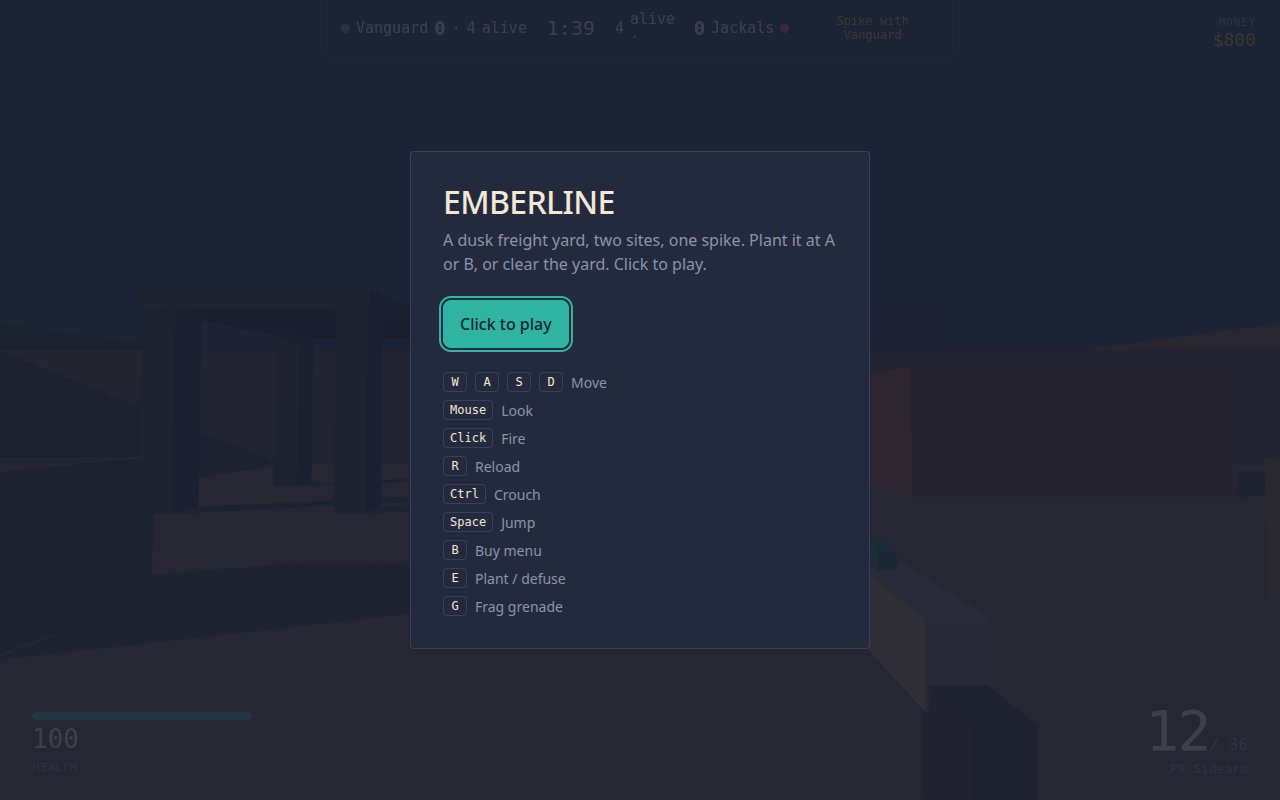 Vanguard 0 · 4 alive 1:39 4 alive · 0 Jackals Spike with Vanguard
MONEY
$800
EMBERLINE
A dusk freight yard, two sites, one spike. Plant it at A
or B, or clear the yard. Click to play.
Click to play
W A S D Move
Mouse Look
Click Fire
R Reload
Ctrl Crouch
Space Jump
B Buy menu
E Plant / defuse
G Frag grenade
100
HEALTH
12 / 36
P9 Sidearm